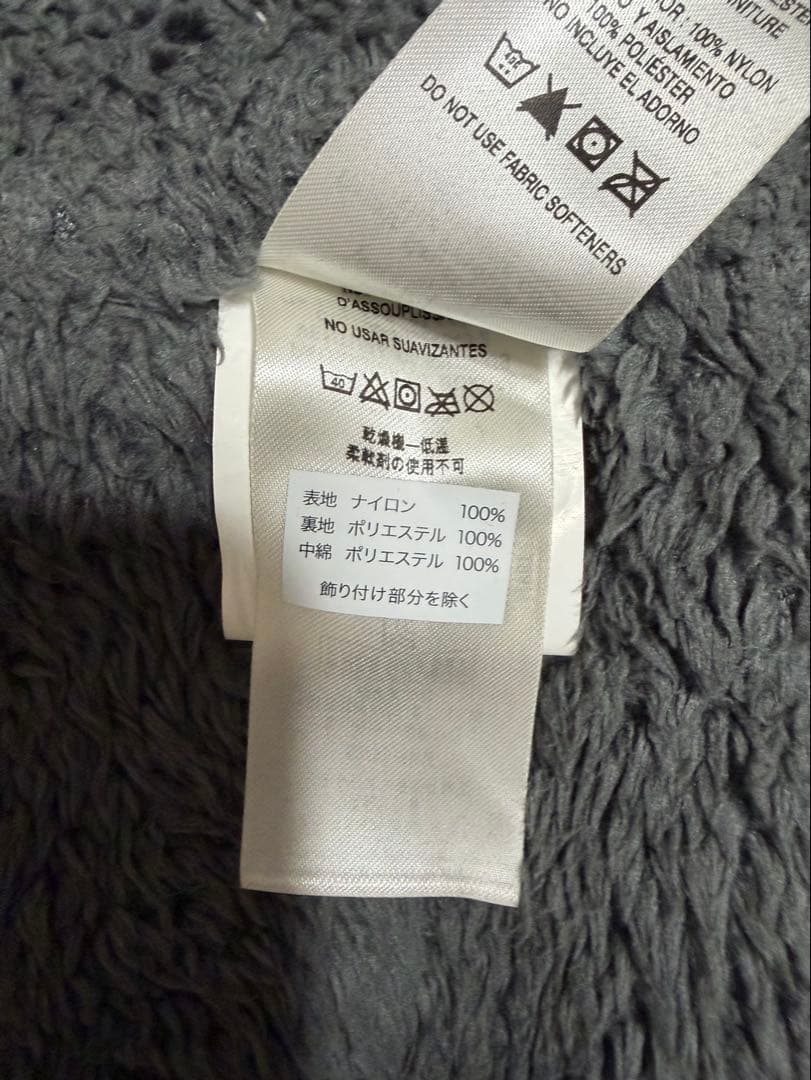 NITURE
: 100% NYLON
Y AISLAMIENTO
100% POLIÉSTER
NO INCLUYE EL ADORNO
DO NOT USE FABRIC SOFTENERS
NO USAR SUAVIZANTES
40
乾燥機—低温
柔軟剤の使用不可
表地 ナイロン 100%
裏地 ポリエステル 100%
中綿 ポリエステル 100%
飾り付け部分を除く